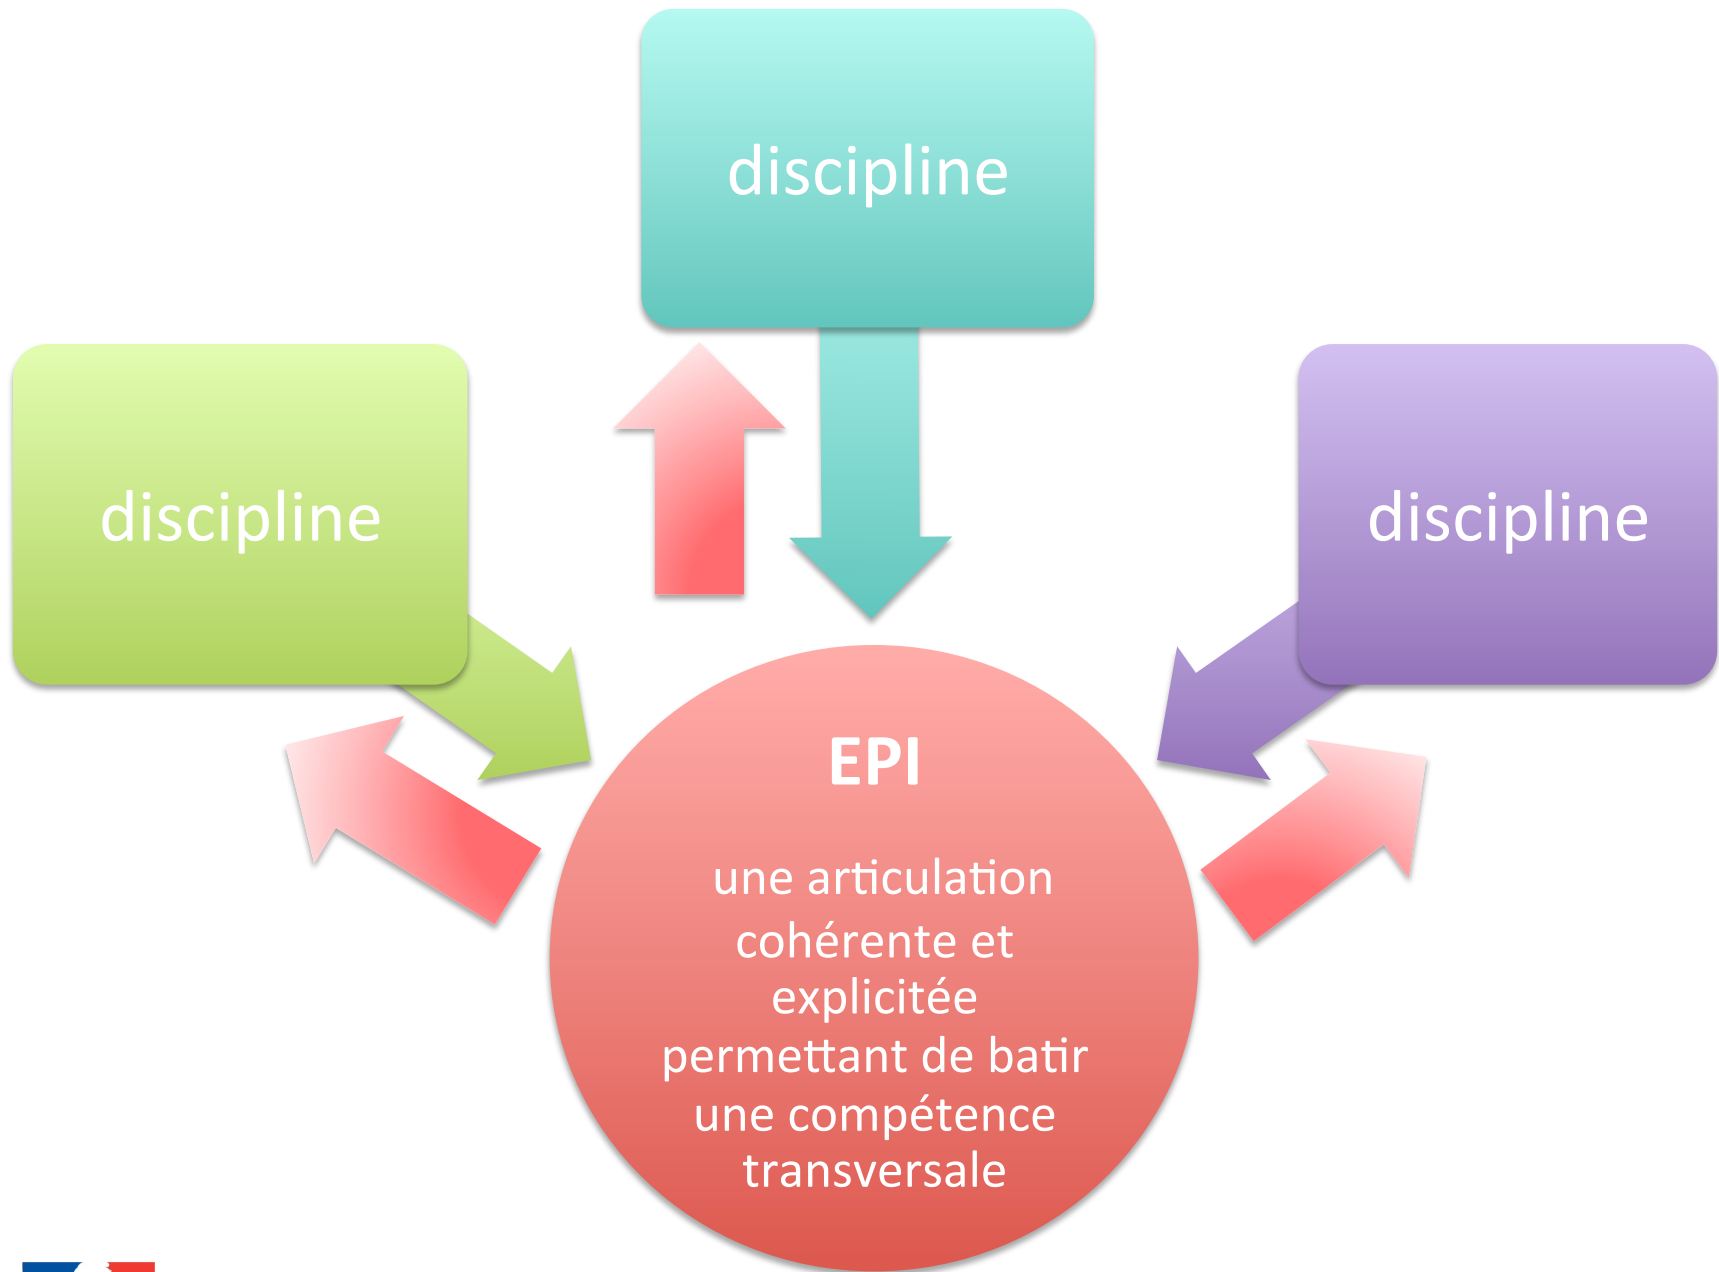 discipline
discipline
discipline
EPI
une articulation
cohérente et
explicitée
permettant de batir
une compétence
transversale